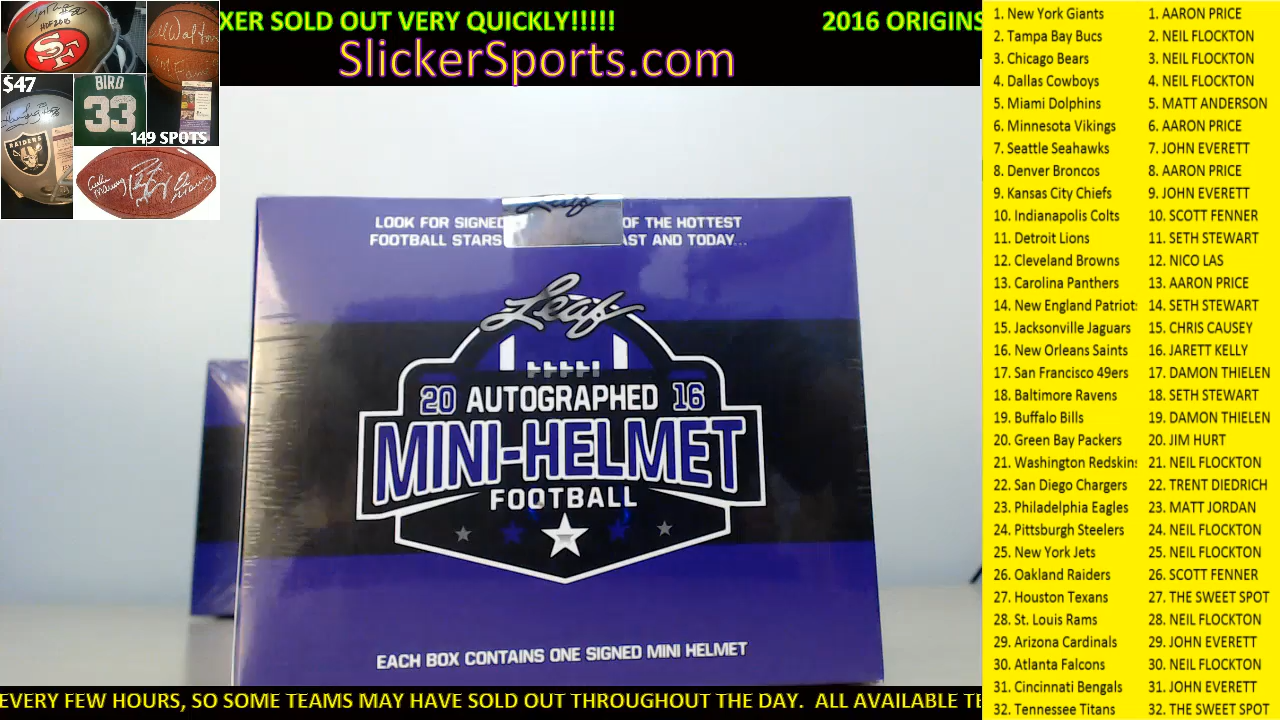 XER SOLD OUT VERY QUICKLY!!!!!
2016 ORIGINS
SlickerSports.com
$47
RAIDERS
BIRD
33
149 SPOTS
SF
HOF 2013
LOOK FOR SIGNED OF THE HOTTEST
FOOTBALL STARS AST AND TODAY...
Leaf
20 AUTOGRAPHED 16
MINI-HELMET
FOOTBALL
EACH BOX CONTAINS ONE SIGNED MINI HELMET
EVERY FEW HOURS, SO SOME TEAMS MAY HAVE SOLD OUT THROUGHOUT THE DAY. ALL AVAILABLE TE
1. New York Giants 1. AARON PRICE
2. Tampa Bay Bucs 2. NEIL FLOCKTON
3. Chicago Bears 3. NEIL FLOCKTON
4. Dallas Cowboys 4. NEIL FLOCKTON
5. Miami Dolphins 5. MATT ANDERSON
6. Minnesota Vikings 6. AARON PRICE
7. Seattle Seahawks 7. JOHN EVERETT
8. Denver Broncos 8. AARON PRICE
9. Kansas City Chiefs 9. JOHN EVERETT
10. Indianapolis Colts 10. SCOTT FENNER
11. Detroit Lions 11. SETH STEWART
12. Cleveland Browns 12. NICO LAS
13. Carolina Panthers 13. AARON PRICE
14. New England Patriots 14. SETH STEWART
15. Jacksonville Jaguars 15. CHRIS CAUSEY
16. New Orleans Saints 16. JARETT KELLY
17. San Francisco 49ers 17. DAMON THIELEN
18. Baltimore Ravens 18. SETH STEWART
19. Buffalo Bills 19. DAMON THIELEN
20. Green Bay Packers 20. JIM HURT
21. Washington Redskins 21. NEIL FLOCKTON
22. San Diego Chargers 22. TRENT DIEDRICH
23. Philadelphia Eagles 23. MATT JORDAN
24. Pittsburgh Steelers 24. NEIL FLOCKTON
25. New York Jets 25. NEIL FLOCKTON
26. Oakland Raiders 26. SCOTT FENNER
27. Houston Texans 27. THE SWEET SPOT
28. St. Louis Rams 28. NEIL FLOCKTON
29. Arizona Cardinals 29. JOHN EVERETT
30. Atlanta Falcons 30. NEIL FLOCKTON
31. Cincinnati Bengals 31. JOHN EVERETT
32. Tennessee Titans 32. THE SWEET SPOT